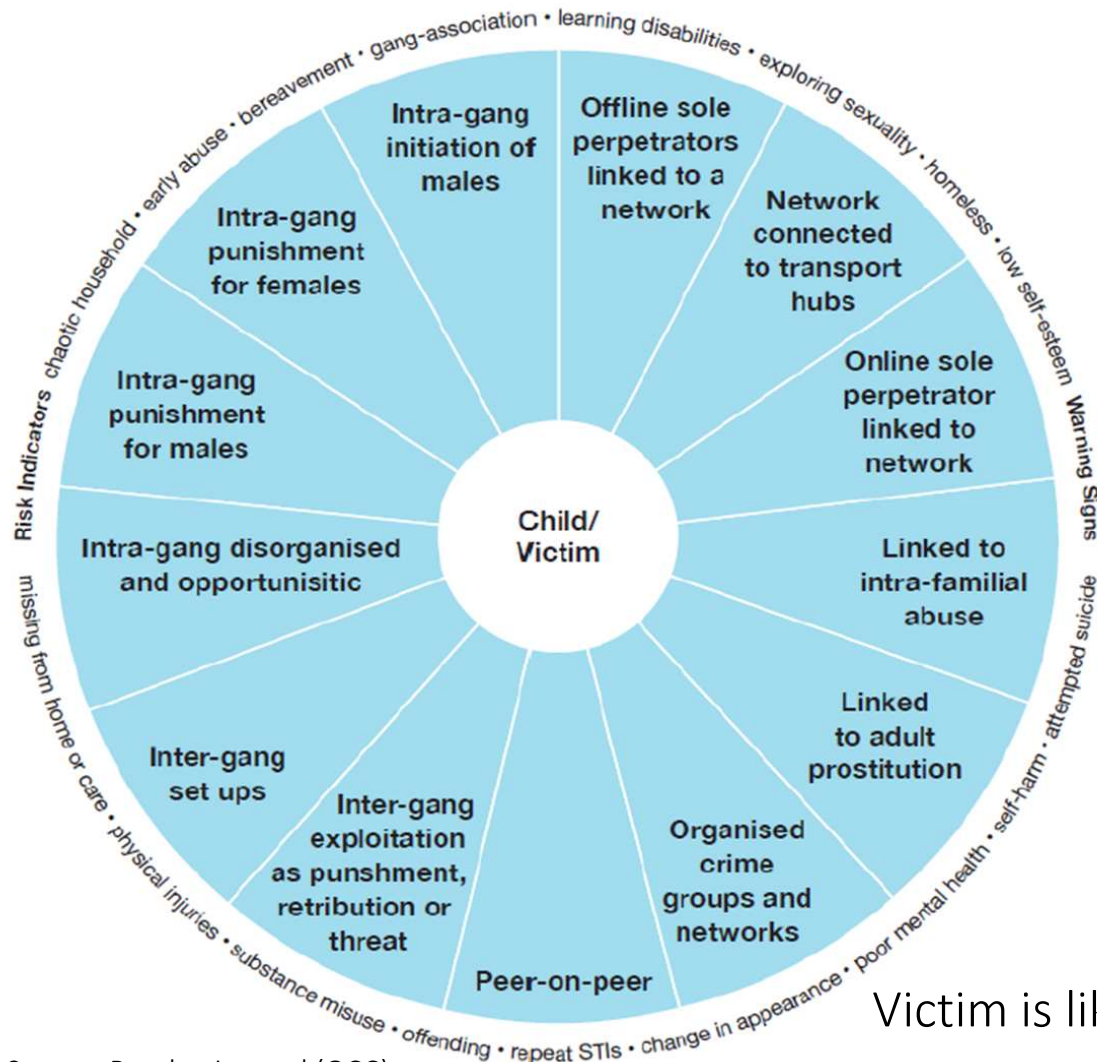 Risk Indicators chaotic household • early abuse • bereavement • gang-association • learning disabilities • exploring sexuality • homeless • low self-esteem
Offline sole
perpetrators
linked to a
network
Network
connected
to transport
hubs
Online sole
perpetrator
linked to
network
Linked to
intra-familial
abuse
Linked
to adult
prostitution
Organised
crime
groups and
networks
Peer-on-peer
Inter-gang
exploitation
as punshment,
retribution or
threat
Inter-gang
set ups
Intra-gang disorganised
and opportunisitic
Intra-gang
punishment
for males
Intra-gang
punishment
for females
Intra-gang
initiation of
males
Child/
Victim
Warning Signs
missing from home or care • physical injuries • substance misuse • offending • repeat STIs • change in appearance • poor mental health • self-harm • attempted suicide
Victim is